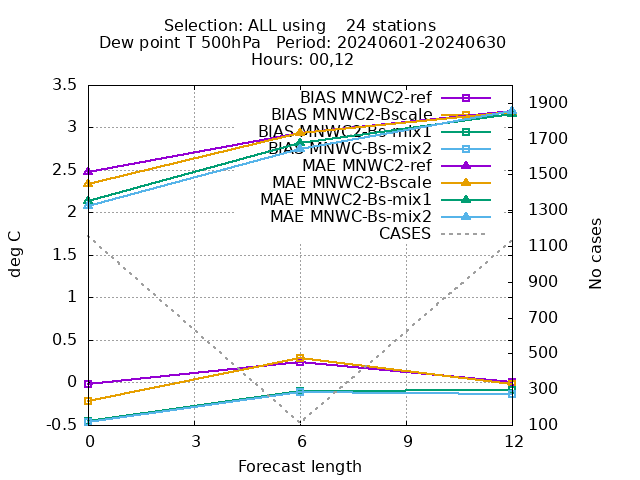 Selection: ALL using    24 stations
Dew point T 500hPa   Period: 20240601-20240630
Hours: 00,12
3.5
3
2.5
2
1.5
1
0.5
0
-0.5
deg C
BIAS MNWC2-ref
BIAS MNWC2-Bscale
BIAS MNWC2-Bs-mix1
BIAS MNWC-Bs-mix2
MAE MNWC2-ref
MAE MNWC2-Bscale
MAE MNWC2-Bs-mix1
MAE MNWC-Bs-mix2
CASES
1900
1700
1500
1300
1100
900
700
500
300
100
No cases
0 3 6 9 12
Forecast length